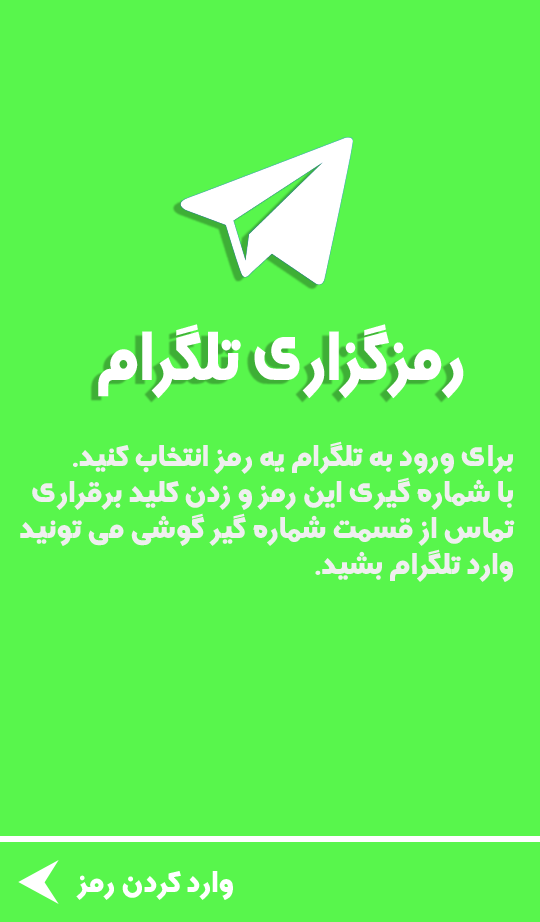 رمزگزاری تلگرام
برای ورود به تلگرام یه رمز انتخاب کنید.
با شماره گیری این رمز و زدن کلید برقراری
تماس از قسمت شماره گیر گوشی می تونید
وارد تلگرام بشید.
وارد کردن رمز